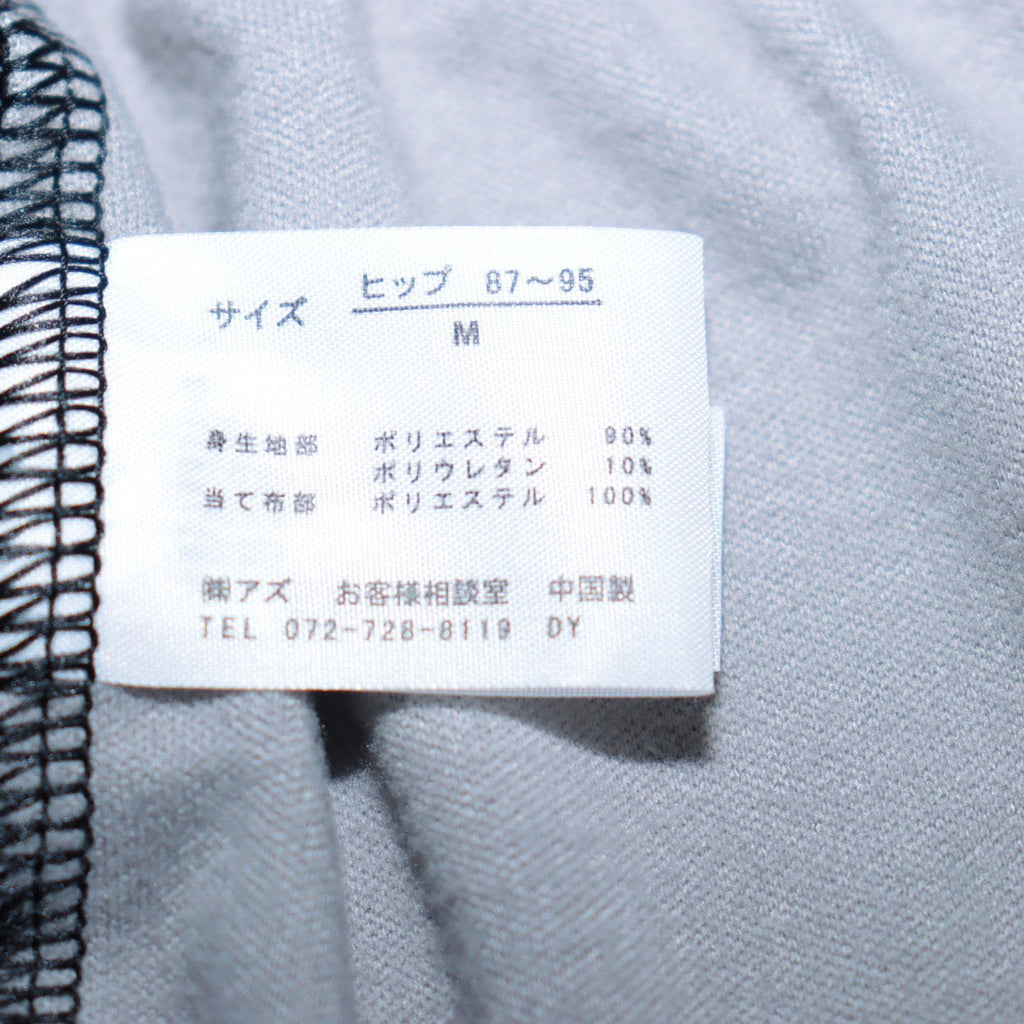 サイズ ヒップ 87〜95
M
身生地部 ポリエステル 90%
ポリウレタン 10%
当て布部 ポリエステル 100%
㈱アズ お客様相談室 中国製
TEL 072-728-8119 DY